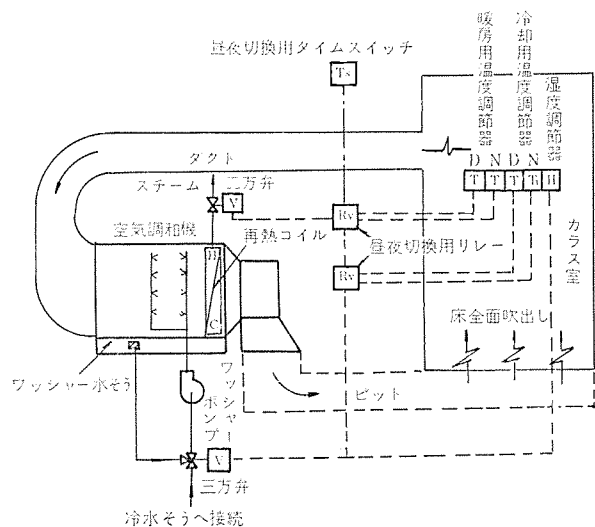 昼夜切換用タイムスイッチ
Ts
暖房用温度調節器
冷却用温度調節器
湿度調節器
D N D N
T T T T H
ダクト
スチーム
二方弁
V
空気調和機
再熱コイル
Rv
昼夜切換用リレー
Rv
ガラス室
H
C
床全面吹出し
ワッシャー水そう
ワッシャーポンプ
ピット
V
三方弁
冷水そうへ接続